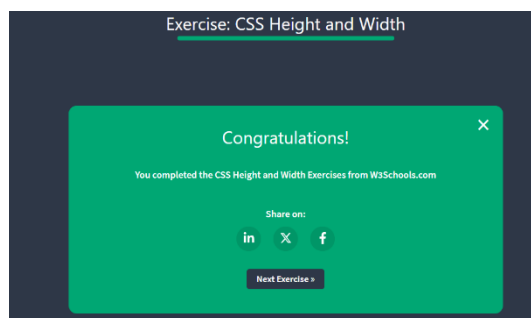 Exercise: CSS Height and Width
Congratulations!
You completed the CSS Height and Width Exercises from W3Schools.com
Share on:
in X f
Next Exercise »